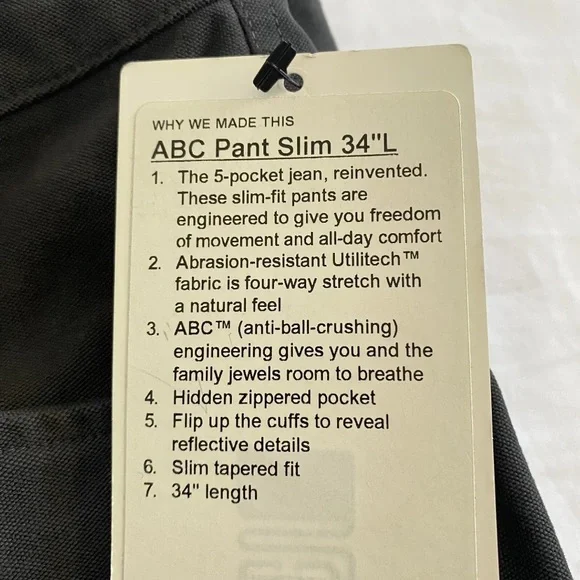 WHY WE MADE THIS
ABC Pant Slim 34"L
1. The 5-pocket jean, reinvented.
These slim-fit pants are
engineered to give you freedom
of movement and all-day comfort
2. Abrasion-resistant Utilitech™
fabric is four-way stretch with
a natural feel
3. ABC™ (anti-ball-crushing)
engineering gives you and the
family jewels room to breathe
4. Hidden zippered pocket
5. Flip up the cuffs to reveal
reflective details
6. Slim tapered fit
7. 34" length